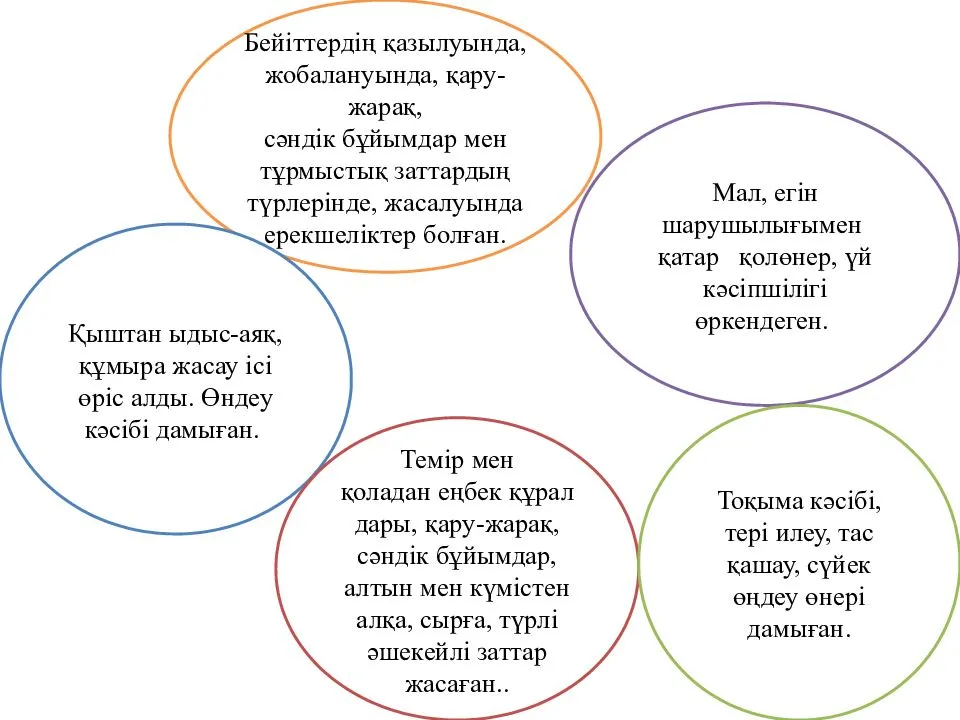 Бейіттердің қазылуында,
жобалануында, қару-
жарақ,
сәндік бұйымдар мен
тұрмыстық заттардың
түрлерінде, жасалуында
ерекшеліктер болған.
Мал, егін
шарушылығымен
қатар   қолөнер, үй
кәсіпшілігі
өркендеген.
Қыштан ыдыс-аяқ,
құмыра жасау ісі
өріс алды. Өндеу
кәсібі дамыған.
Темір мен
қоладан еңбек құрал
дары, қару-жарақ,
сәндік бұйымдар,
алтын мен күмістен
алқа, сырға, түрлі
әшекейлі заттар
жасаған..
Тоқыма кәсібі,
тері илеу, тас
қашау, сүйек
өңдеу өнері
дамыған.